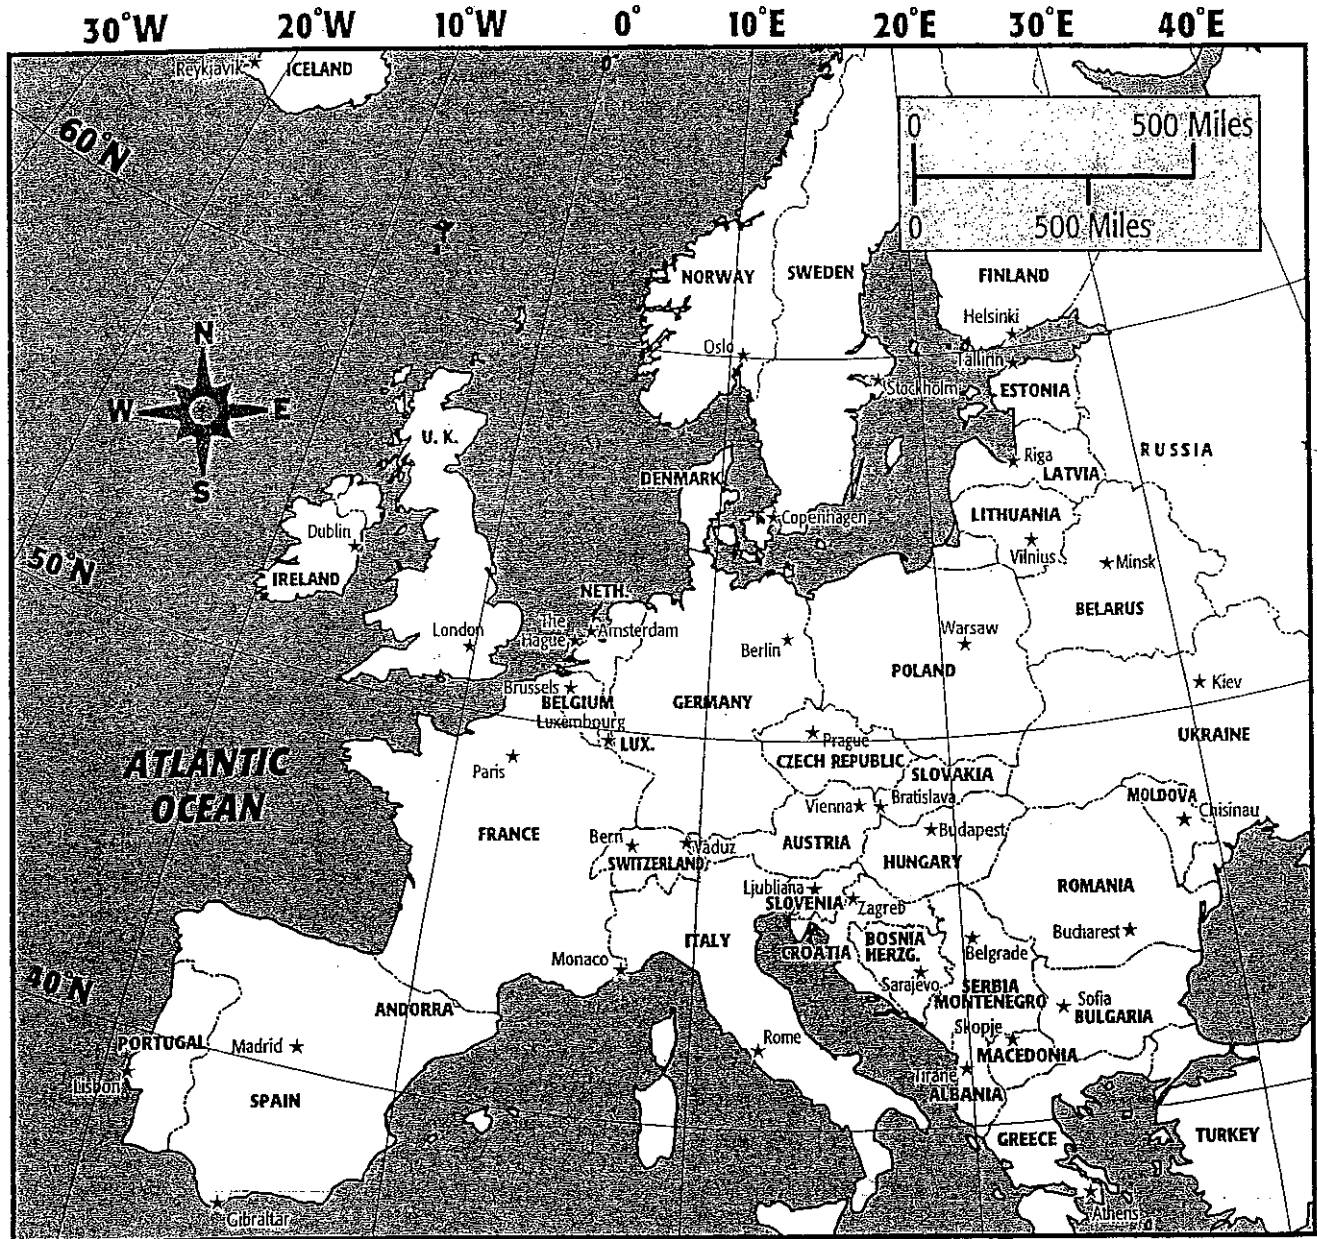 30°W 20°W 10°W 0° 10°E 20°E 30°E 40°E
Reykjavik
ICELAND
0
60°N
0 500 Miles
0 500 Miles
NORWAY
SWEDEN
FINLAND
Helsinki
N
Oslo
Tallinn
Stockholm
ESTONIA
W E
U. K.
RUSSIA
Riga
LATVIA
DENMARK
S
LITHUANIA
Copenhagen
Dublin
Vilnius
Minsk
50°N
IRELAND
NETH.
BELARUS
The
Hague
Amsterdam
London
Warsaw
Berlin
POLAND
Kiev
Brussels
BELGIUM
GERMANY
Luxembourg
LUX.
UKRAINE
Prague
CZECH REPUBLIC
ATLANTIC
OCEAN
Paris
SLOVAKIA
MOLDOVA
Vienna
Bratislava
Chisinau
FRANCE
Bern
Vaduz
AUSTRIA
Budapest
SWITZERLAND
HUNGARY
Ljubliana
SLOVENIA
Zagreb
ROMANIA
ITALY
BOSNIA
HERZG.
Bucharest
CROATIA
Belgrade
Monaco
Sarajevo
SERBIA
MONTENEGRO
40°N
ANDORRA
Sofia
BULGARIA
PORTUGAL
Madrid
Rome
Skopje
MACEDONIA
Lisbon
Tirane
ALBANIA
SPAIN
GREECE
TURKEY
Gibraltar
Athens